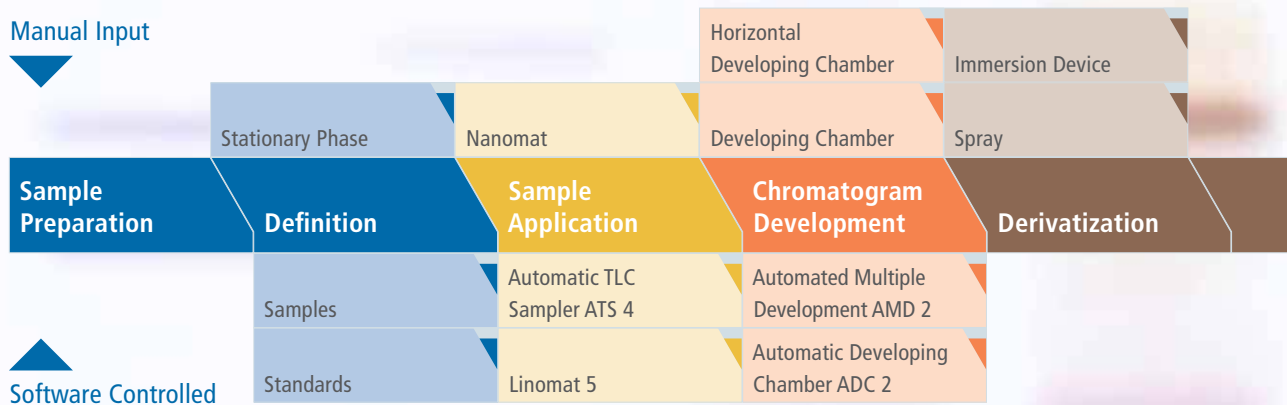 Manual Input
Horizontal
Developing Chamber
Immersion Device
Stationary Phase
Nanomat
Developing Chamber
Spray
Sample
Preparation
Definition
Sample
Application
Chromatogram
Development
Derivatization
Samples
Automatic TLC
Sampler ATS 4
Automated Multiple
Development AMD 2
Standards
Linomat 5
Automatic Developing
Chamber ADC 2
Software Controlled